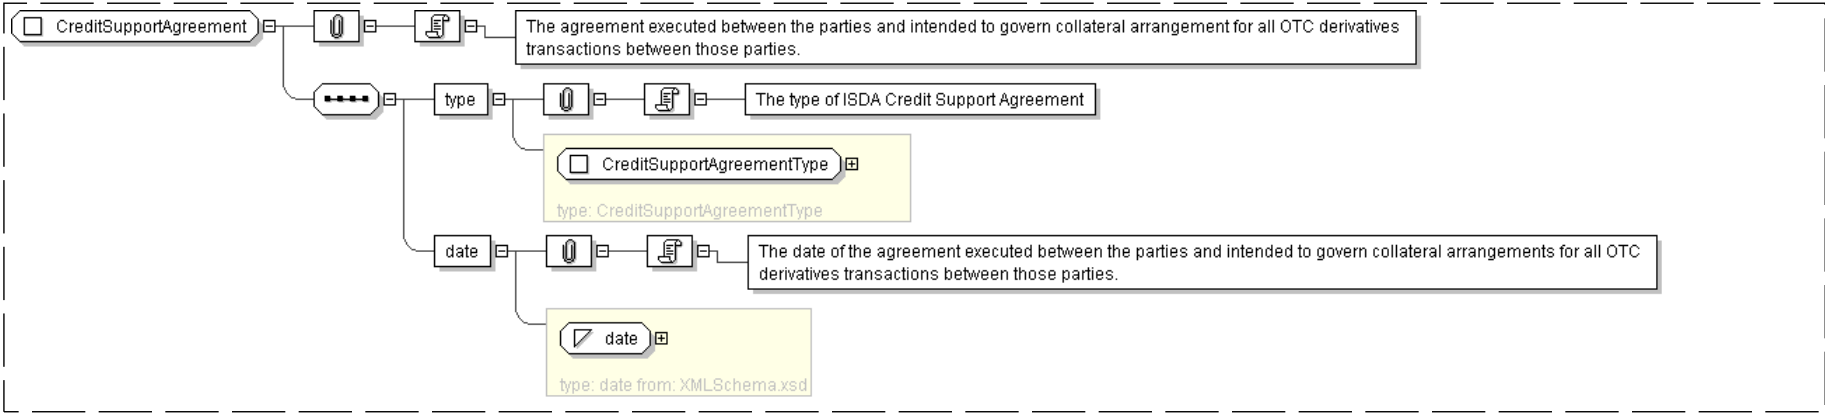 CreditSupportAgreement
The agreement executed between the parties and intended to govern collateral arrangement for all OTC derivatives
transactions between those parties.
type
The type of ISDA Credit Support Agreement
CreditSupportAgreementType
type: CreditSupportAgreementType
date
The date of the agreement executed between the parties and intended to govern collateral arrangements for all OTC
derivatives transactions between those parties.
date
type: date from: XMLSchema.xsd